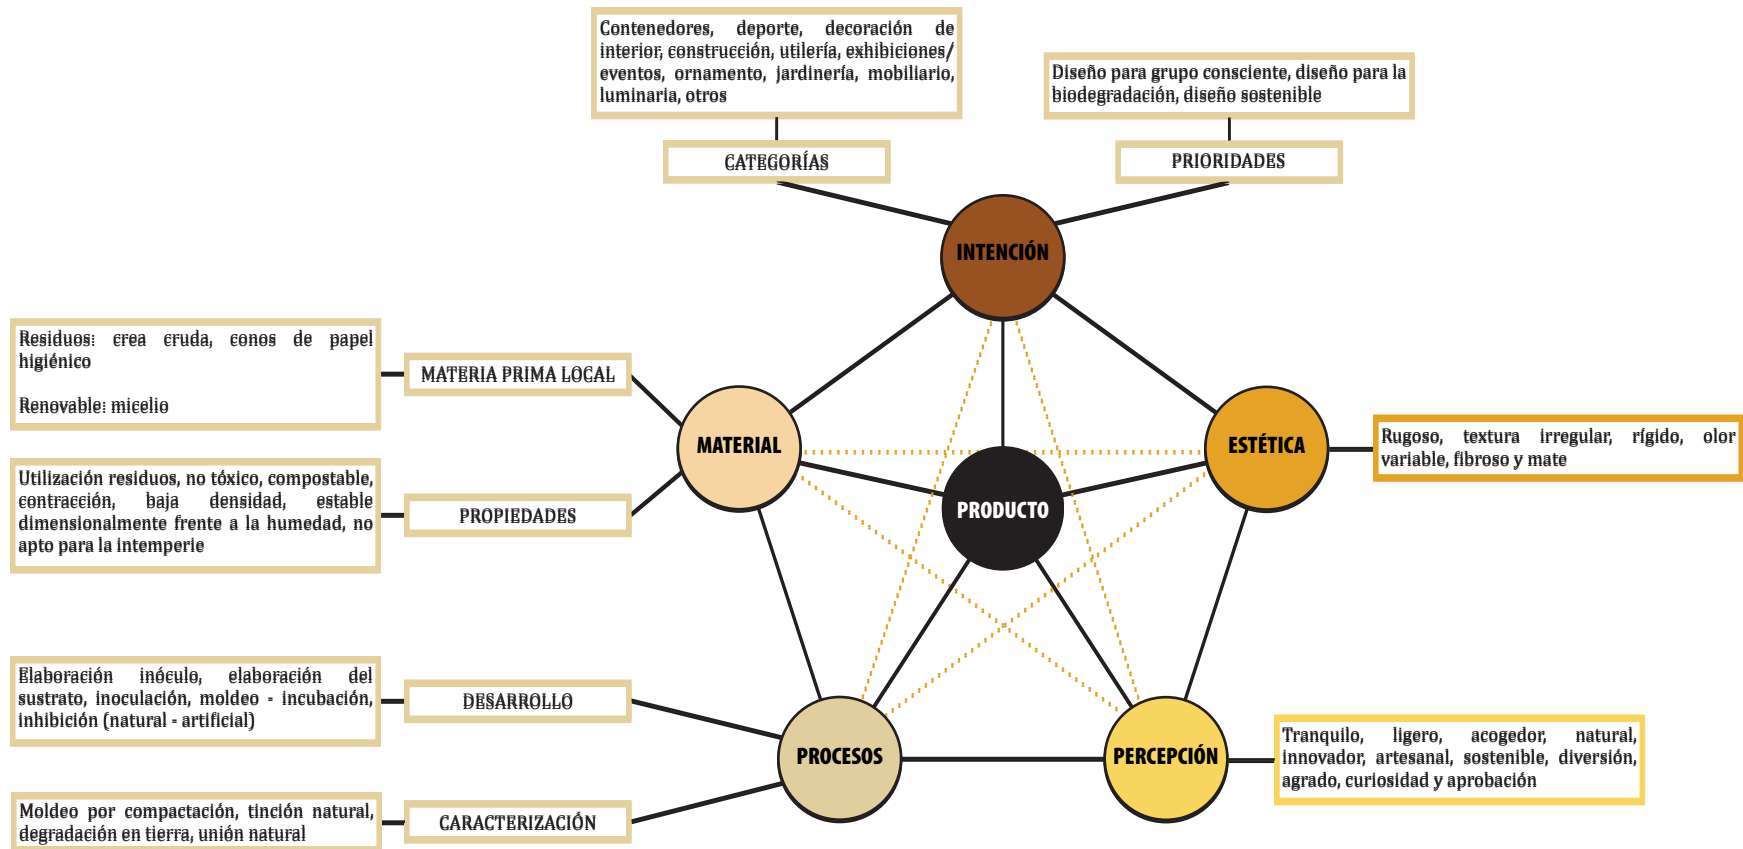 Contenedores, deporte, decoración de
interior, construcción, utilería, exhibiciones/
eventos, ornamento, jardinería, mobiliario,
luminaria, otros
Diseño para grupo consciente, diseño para la
biodegradación, diseño sostenible
CATEGORÍAS
PRIORIDADES
INTENCIÓN
Residuos: crea cruda, conos de papel
higiénico
Renovable: micelio
MATERIA PRIMA LOCAL
MATERIAL
ESTÉTICA
Rugoso, textura irregular, rígido, olor
variable, fibroso y mate
Utilización residuos, no tóxico, compostable,
contracción, baja densidad, estable
dimensionalmente frente a la humedad, no
apto para la intemperie
PROPIEDADES
PRODUCTO
Elaboración inóculo, elaboración del
sustrato, inoculación, moldeo - incubación,
inhibición (natural - artificial)
DESARROLLO
PROCESOS
PERCEPCIÓN
Tranquilo, ligero, acogedor, natural,
innovador, artesanal, sostenible, diversión,
agrado, curiosidad y aprobación
Moldeo por compactación, tinción natural,
degradación en tierra, unión natural
CARACTERIZACIÓN